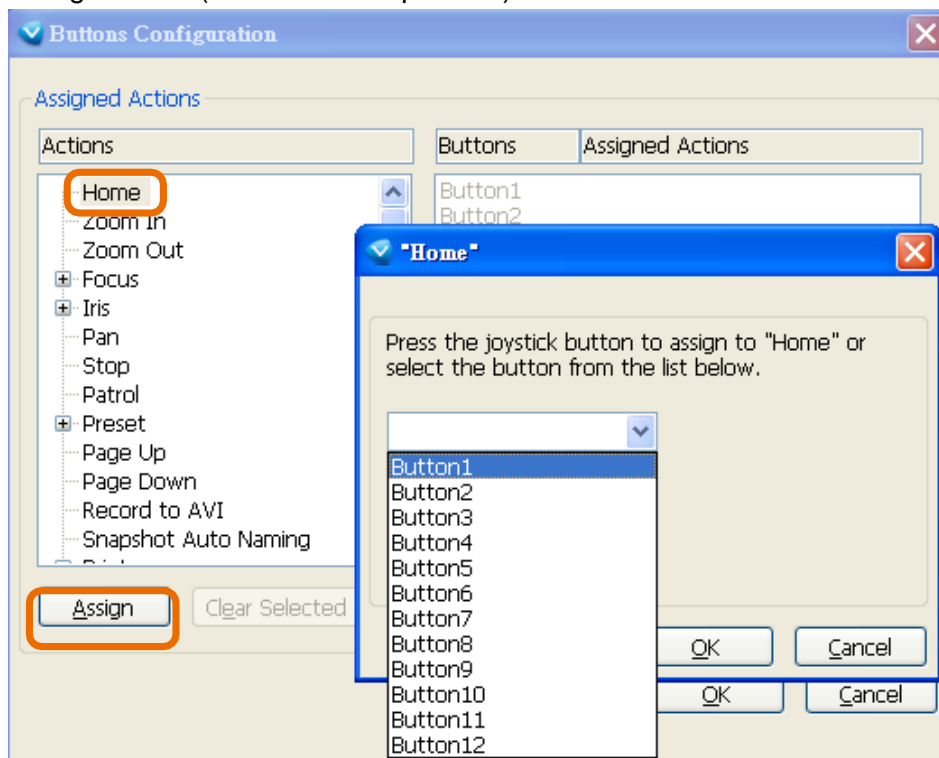 Buttons Configuration
Assigned Actions
Actions
Buttons
Assigned Actions
Home
Zoom In
Zoom Out
Focus
Iris
Pan
Stop
Patrol
Preset
Page Up
Page Down
Record to AVI
Snapshot Auto Naming
Button1
Button2
Assign
Clear Selected
"Home"
Press the joystick button to assign to "Home" or
select the button from the list below.
Button1
Button2
Button3
Button4
Button5
Button6
Button7
Button8
Button9
Button10
Button11
Button12
OK
Cancel
OK
Cancel